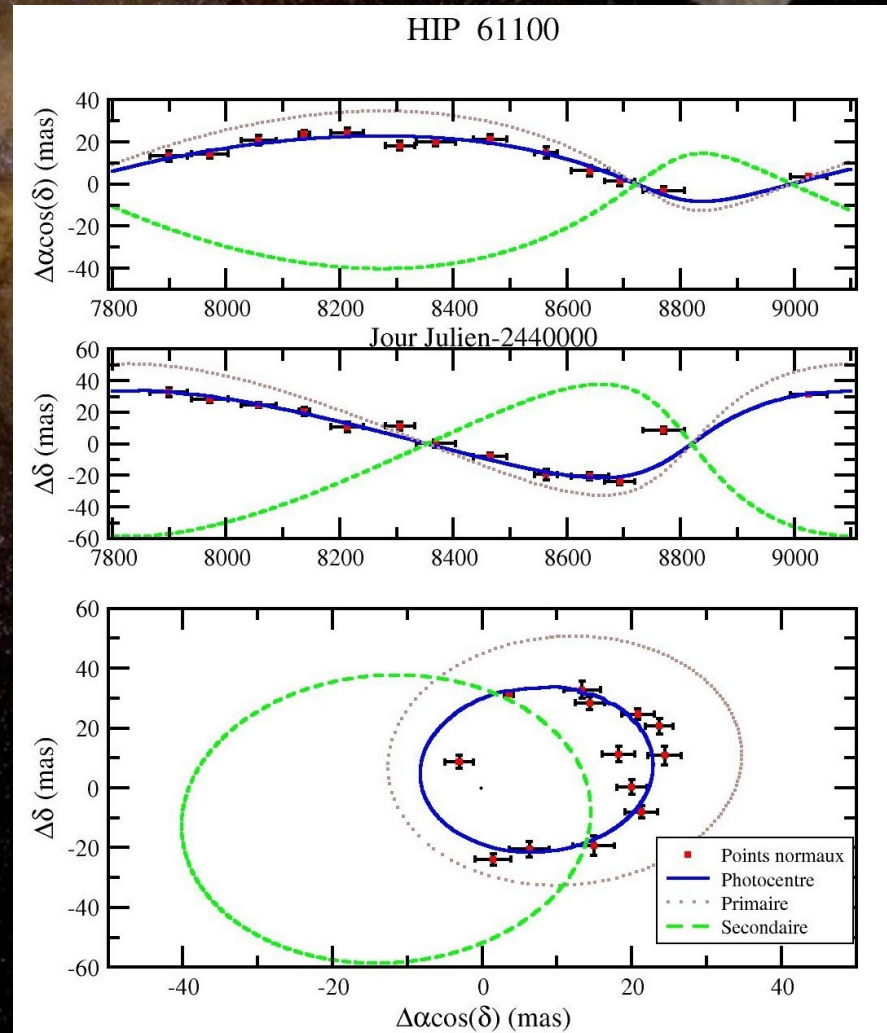 HIP 61100
40
20
0
-20
-40
Δαcos(δ) (mas)
7800 8000 8200 8400 8600 8800 9000
Jour Julien-2440000
60
40
20
0
-20
-40
-60
Δδ (mas)
7800 8000 8200 8400 8600 8800 9000
60
40
20
0
-20
-40
-60
Δδ (mas)
Points normaux
Photocentre
Primaire
Secondaire
-40 -20 0 20 40
Δαcos(δ) (mas)